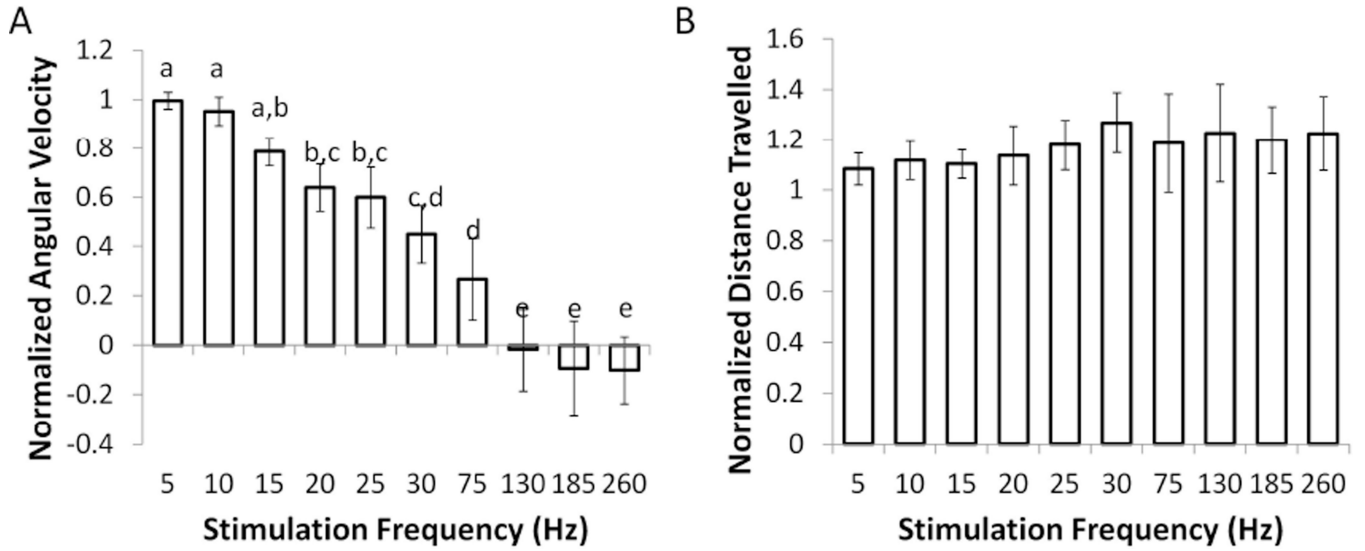 A
Normalized Angular Velocity
1.2
1
0.8
0.6
0.4
0.2
0
-0.2
-0.4
a
a
a,b
b,c
b,c
c,d
d
e
e
e
5 10 15 20 25 30 75 130 185 260
Stimulation Frequency (Hz)
B
Normalized Distance Travelled
1.6
1.4
1.2
1
0.8
0.6
0.4
0.2
0
5 10 15 20 25 30 75 130 185 260
Stimulation Frequency (Hz)